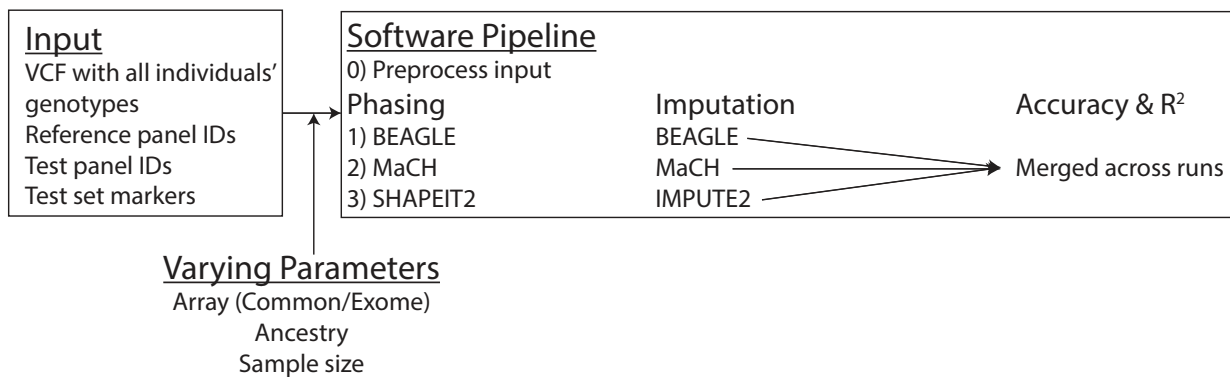 Input
VCF with all individuals’
genotypes
Reference panel IDs
Test panel IDs
Test set markers
Software Pipeline
0) Preprocess input
Phasing Imputation Accuracy & R²
1) BEAGLE BEAGLE
2) MaCH MaCH Merged across runs
3) SHAPEIT2 IMPUTE2
Varying Parameters
Array (Common/Exome)
Ancestry
Sample size